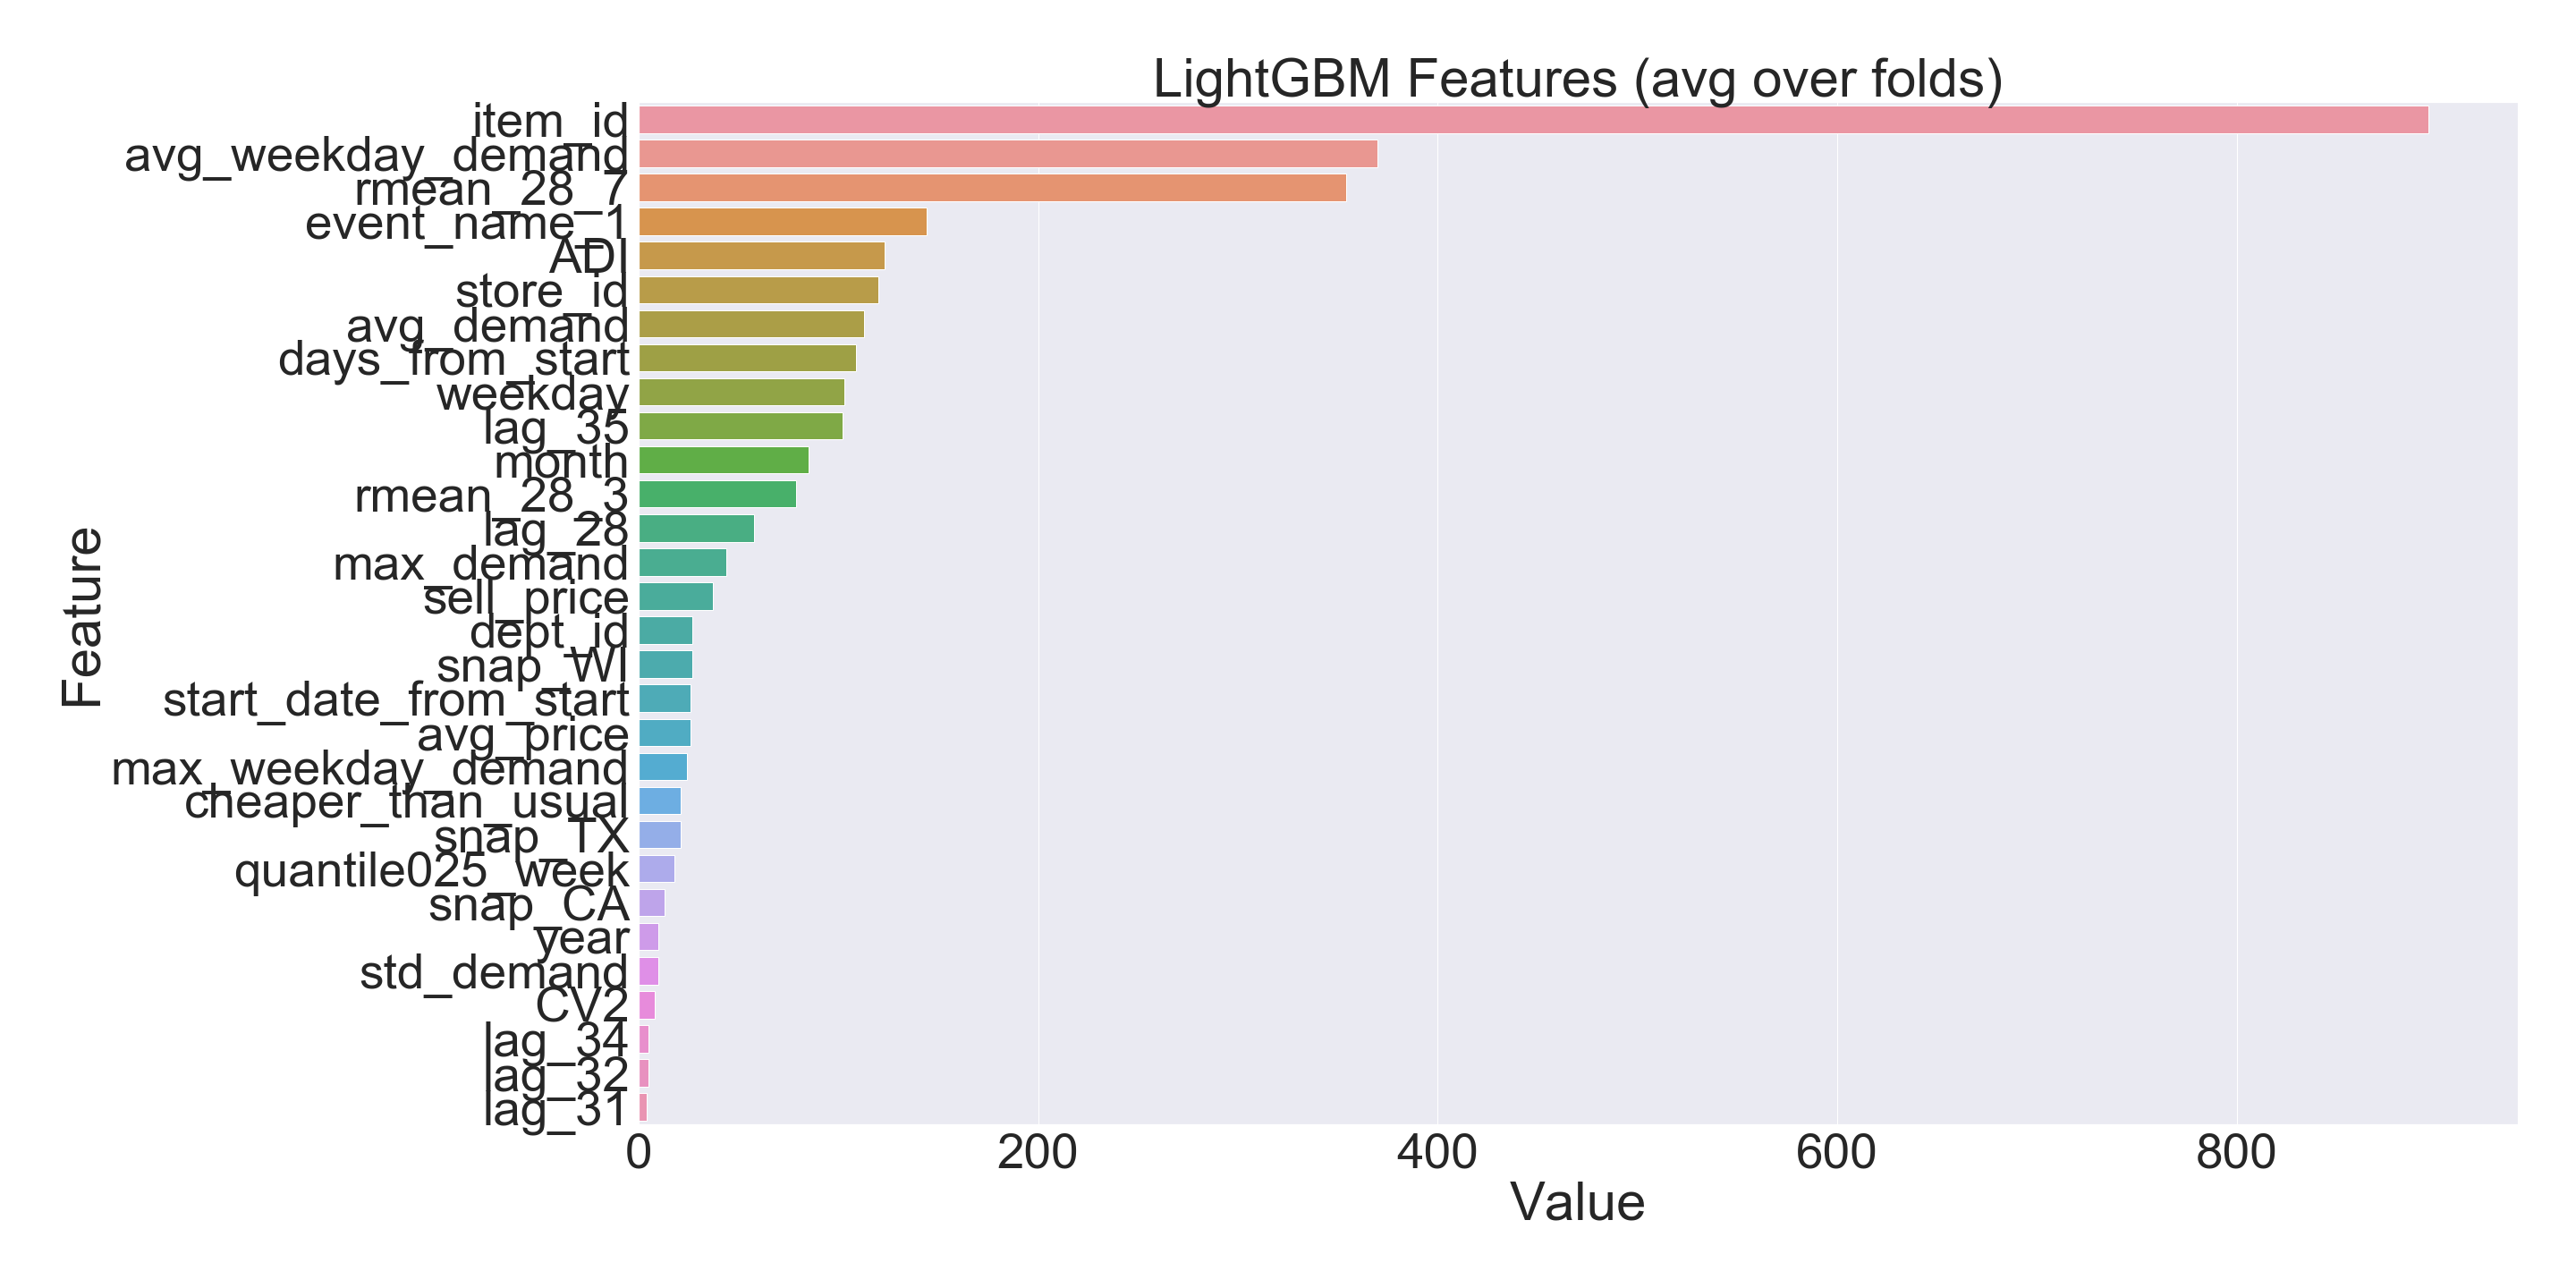 LightGBM Features (avg over folds)
item_id
avg_weekday_demand
rmean_28_7
event_name_1
ADI
store_id
avg_demand
days_from_start
weekday
lag_35
month
rmean_28_3
lag_28
max_demand
sell_price
dept_id
snap_WI
start_date_from_start
avg_price
max_weekday_demand
cheaper_than_usual
snap_TX
quantile025_week
snap_CA
year
std_demand
CV2
lag_34
lag_32
lag_31
Feature
0 200 400 600 800
Value